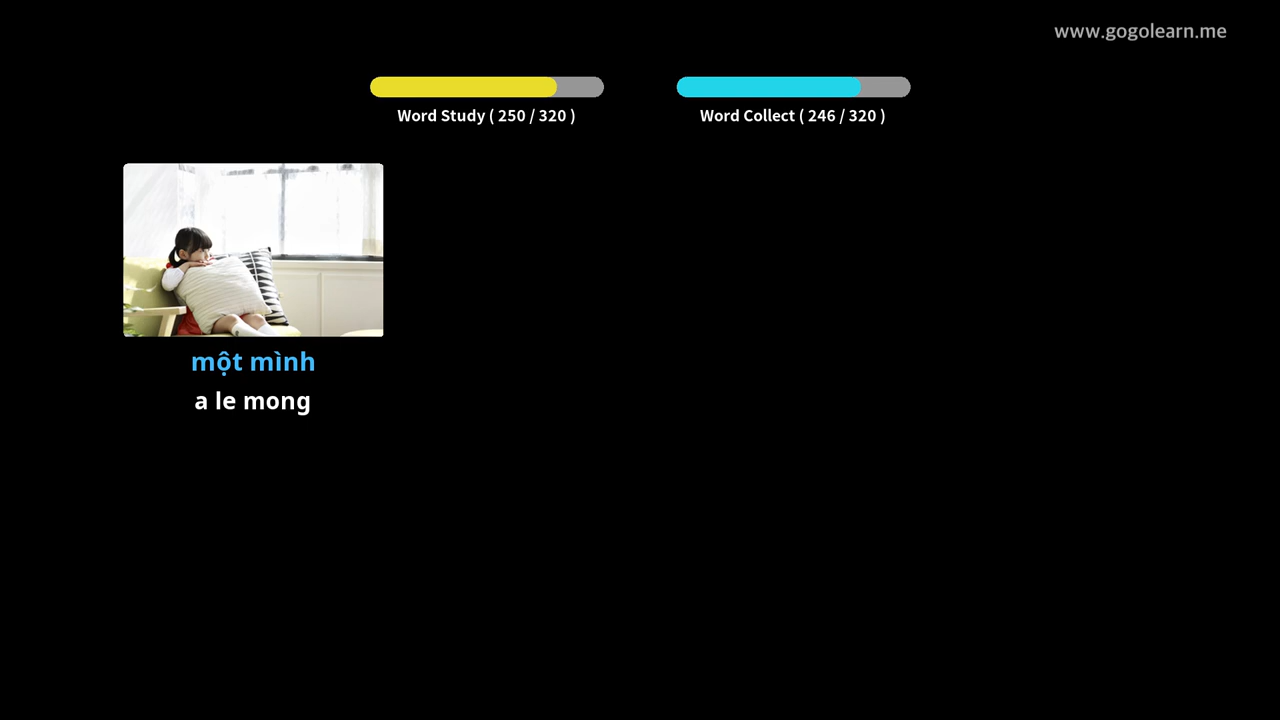 www.gogolearn.me
Word Study ( 250 / 320 )
Word Collect ( 246 / 320 )
một mình
a le mong